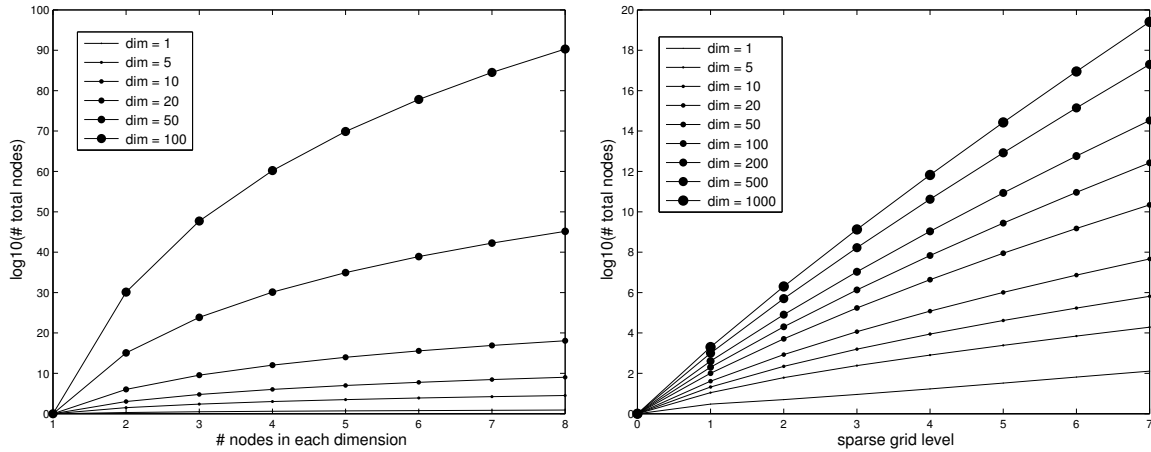 100
90
80
70
60
50
40
30
20
10
0
log10(# total nodes)
dim = 1
dim = 5
dim = 10
dim = 20
dim = 50
dim = 100
1 2 3 4 5 6 7 8
# nodes in each dimension
20
18
16
14
12
10
8
6
4
2
0
log10(# total nodes)
dim = 1
dim = 5
dim = 10
dim = 20
dim = 50
dim = 100
dim = 200
dim = 500
dim = 1000
0 1 2 3 4 5 6 7
sparse grid level